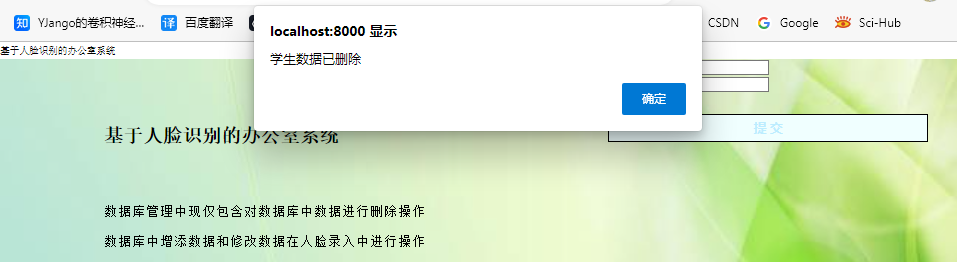 知 YJango的卷积神经... 译 百度翻译 CSDN Google Sci-Hub
localhost:8000 显示
学生数据已删除
确定
基于人脸识别的办公室系统
提交
基于人脸识别的办公室系统
数据库管理中现仅包含对数据库中数据进行删除操作
数据库中增添数据和修改数据在人脸录入中进行操作